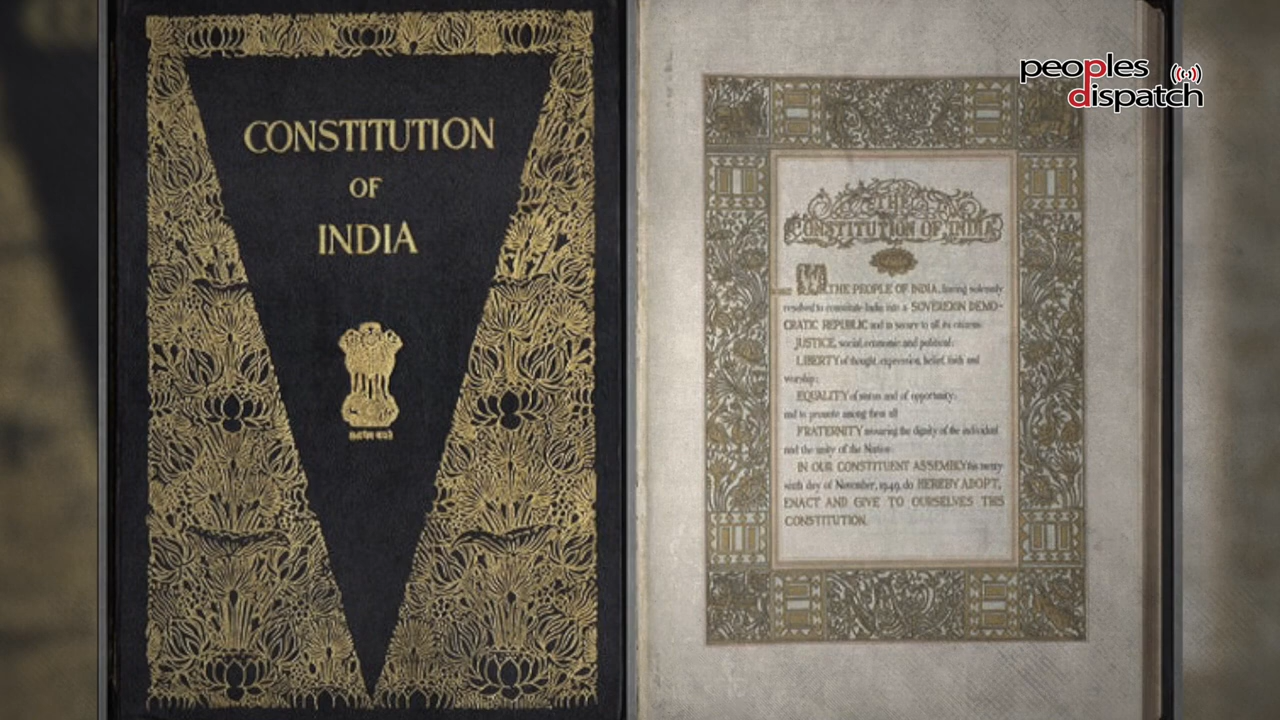 CONSTITUTION
OF
INDIA
सत्यमेव जयते
peoples
dispatch
THE
CONSTITUTION OF INDIA
WE, THE PEOPLE OF INDIA, having solemnly
resolved to constitute India into a SOVEREIGN DEMO-
CRATIC REPUBLIC and to secure to all its citizens:
JUSTICE, social, economic and political;
LIBERTY of thought, expression, belief, faith and
worship;
EQUALITY of status and of opportunity;
and to promote among them all
FRATERNITY assuring the dignity of the individual
and the unity of the Nation;
IN OUR CONSTITUENT ASSEMBLY this twenty
sixth day of November, 1949, do HEREBY ADOPT,
ENACT AND GIVE TO OURSELVES THIS
CONSTITUTION.